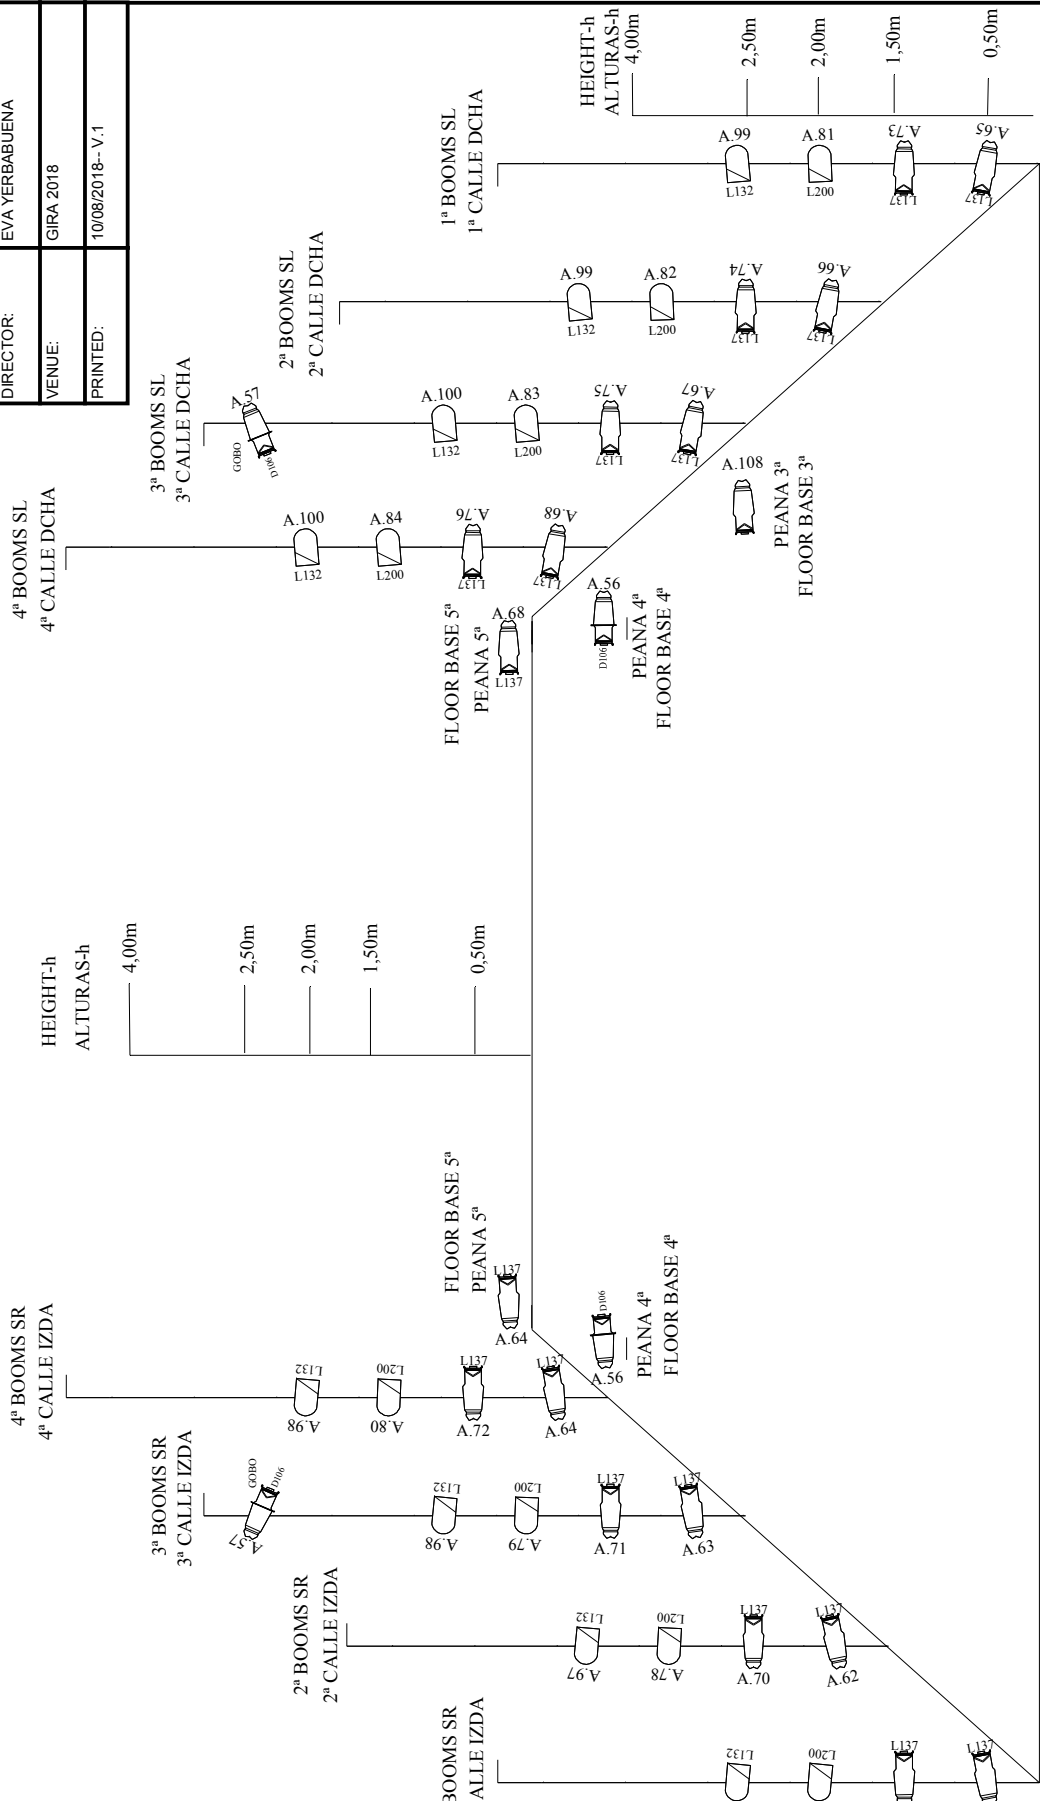 DIRECTOR: EVA YERBABUENA
VENUE: GIRA 2018
PRINTED: 10/08/2018-- V.1
HEIGHT-h
ALTURAS-h
4,00m
2,50m
2,00m
1,50m
0,50m
1ª BOOMS SL
1ª CALLE DCHA
A.99
L132
A.81
L200
A.73
L137
A.65
L137
2ª BOOMS SL
2ª CALLE DCHA
A.99
L132
A.82
L200
A.74
L137
A.66
L137
3ª BOOMS SL
3ª CALLE DCHA
A.57
GOBO
D106
A.100
L132
A.83
L200
A.75
L137
A.67
L137
A.108
PEANA 3ª
FLOOR BASE 3ª
4ª BOOMS SL
4ª CALLE DCHA
A.100
L132
A.84
L200
A.76
L137
A.68
L137
A.56
D106
PEANA 4ª
FLOOR BASE 4ª
FLOOR BASE 5ª
PEANA 5ª
A.68
L137
HEIGHT-h
ALTURAS-h
4,00m
2,50m
2,00m
1,50m
0,50m
FLOOR BASE 5ª
PEANA 5ª
L137
A.64
D106
A.56
PEANA 4ª
FLOOR BASE 4ª
4ª BOOMS SR
4ª CALLE IZDA
L132
A.98
L200
A.80
L137
A.72
L137
A.64
3ª BOOMS SR
3ª CALLE IZDA
GOBO
D106
A.57
L132
A.98
L200
A.79
L137
A.71
L137
A.63
2ª BOOMS SR
2ª CALLE IZDA
L132
A.97
L200
A.78
L137
A.70
L137
A.62
BOOMS SR
ALLE IZDA
L132
L200
L137
L137